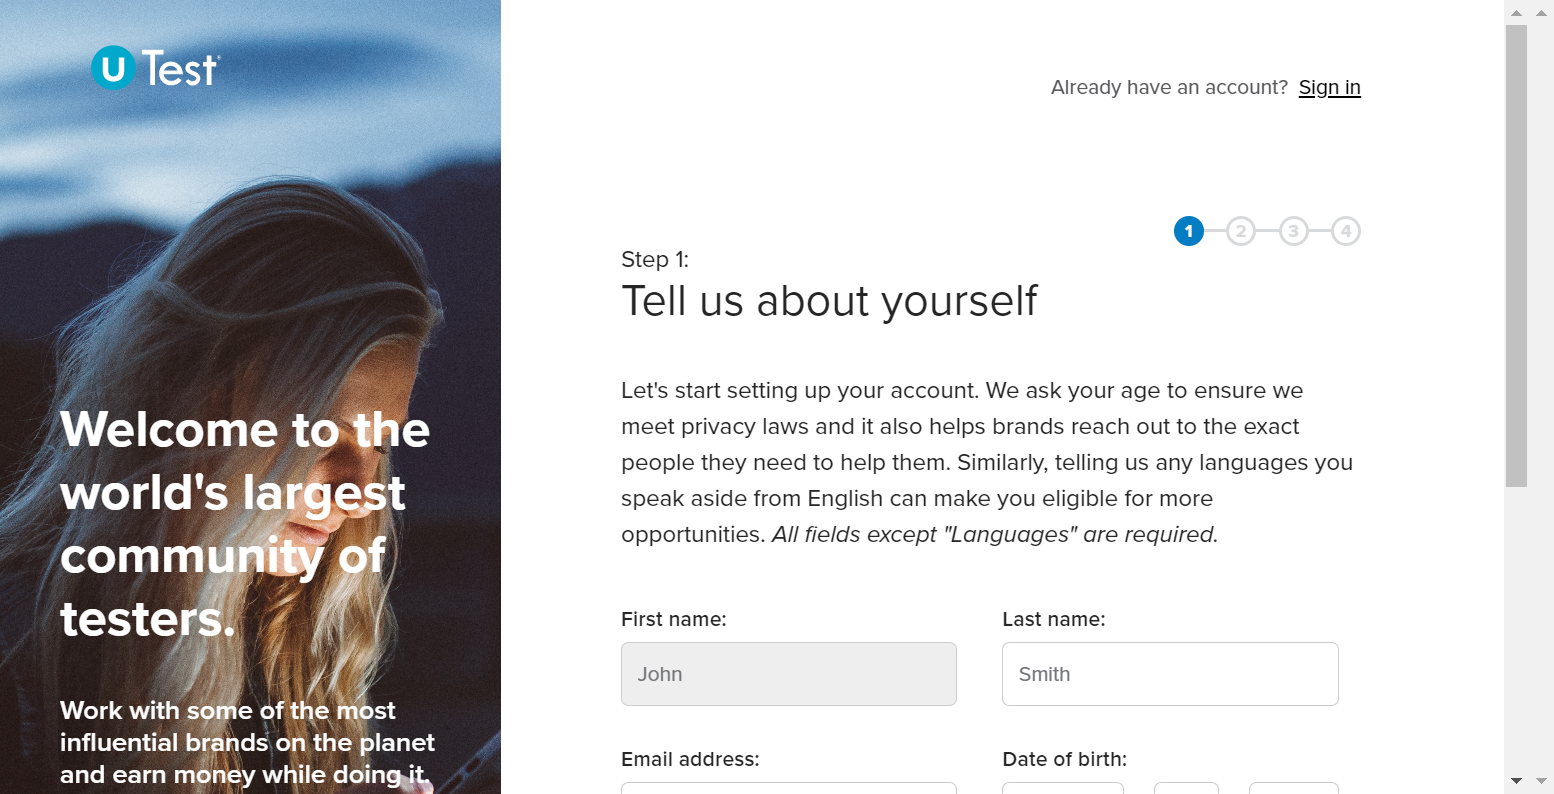 uTest®
Welcome to the
world's largest
community of
testers.
Work with some of the most
influential brands on the planet
and earn money while doing it.
Already have an account? Sign in
1 2 3 4
Step 1:
Tell us about yourself
Let's start setting up your account. We ask your age to ensure we
meet privacy laws and it also helps brands reach out to the exact
people they need to help them. Similarly, telling us any languages you
speak aside from English can make you eligible for more
opportunities. All fields except "Languages" are required.
First name: Last name:
John Smith
Email address: Date of birth: